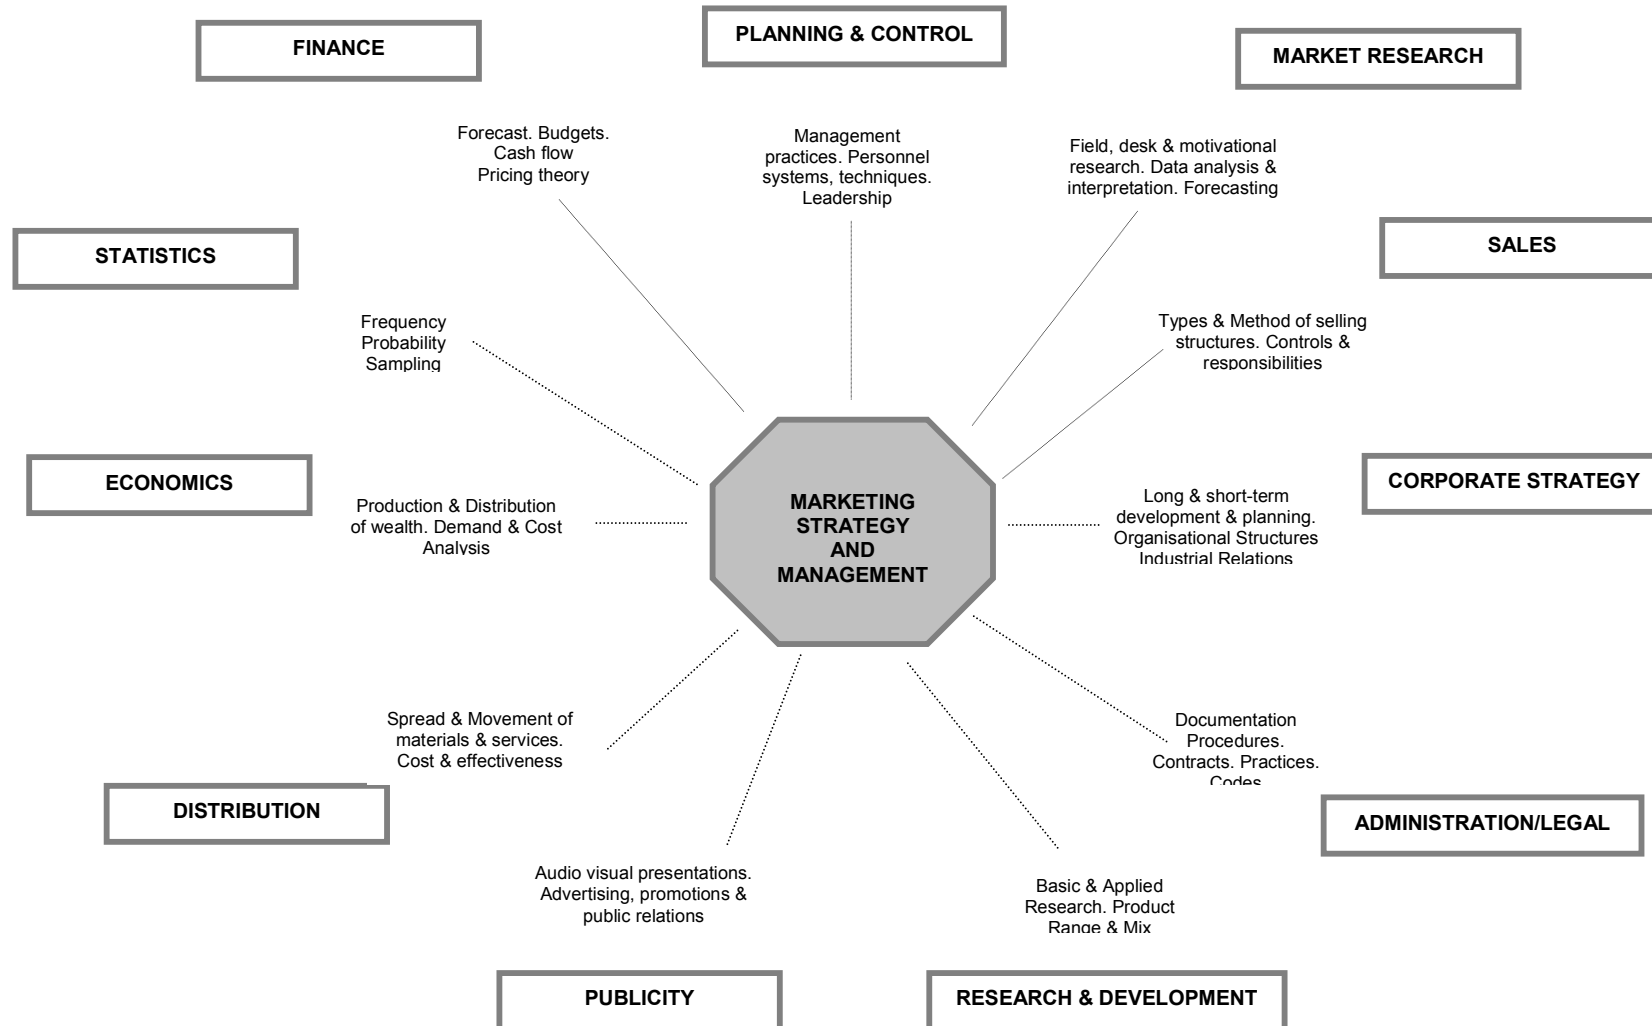 FINANCE
PLANNING & CONTROL
MARKET RESEARCH
Forecast. Budgets.
Cash flow
Pricing theory
Management
practices. Personnel
systems, techniques.
Leadership
Field, desk & motivational
research. Data analysis &
interpretation. Forecasting
STATISTICS
SALES
Frequency
Probability
Sampling
Types & Method of selling
structures. Controls &
responsibilities
ECONOMICS
CORPORATE STRATEGY
Production & Distribution
of wealth. Demand & Cost
Analysis
MARKETING
STRATEGY
AND
MANAGEMENT
Long & short-term
development & planning.
Organisational Structures
Industrial Relations
Spread & Movement of
materials & services.
Cost & effectiveness
Documentation
Procedures.
Contracts. Practices.
Codes
DISTRIBUTION
ADMINISTRATION/LEGAL
Audio visual presentations.
Advertising, promotions &
public relations
Basic & Applied
Research. Product
Range & Mix
PUBLICITY
RESEARCH & DEVELOPMENT